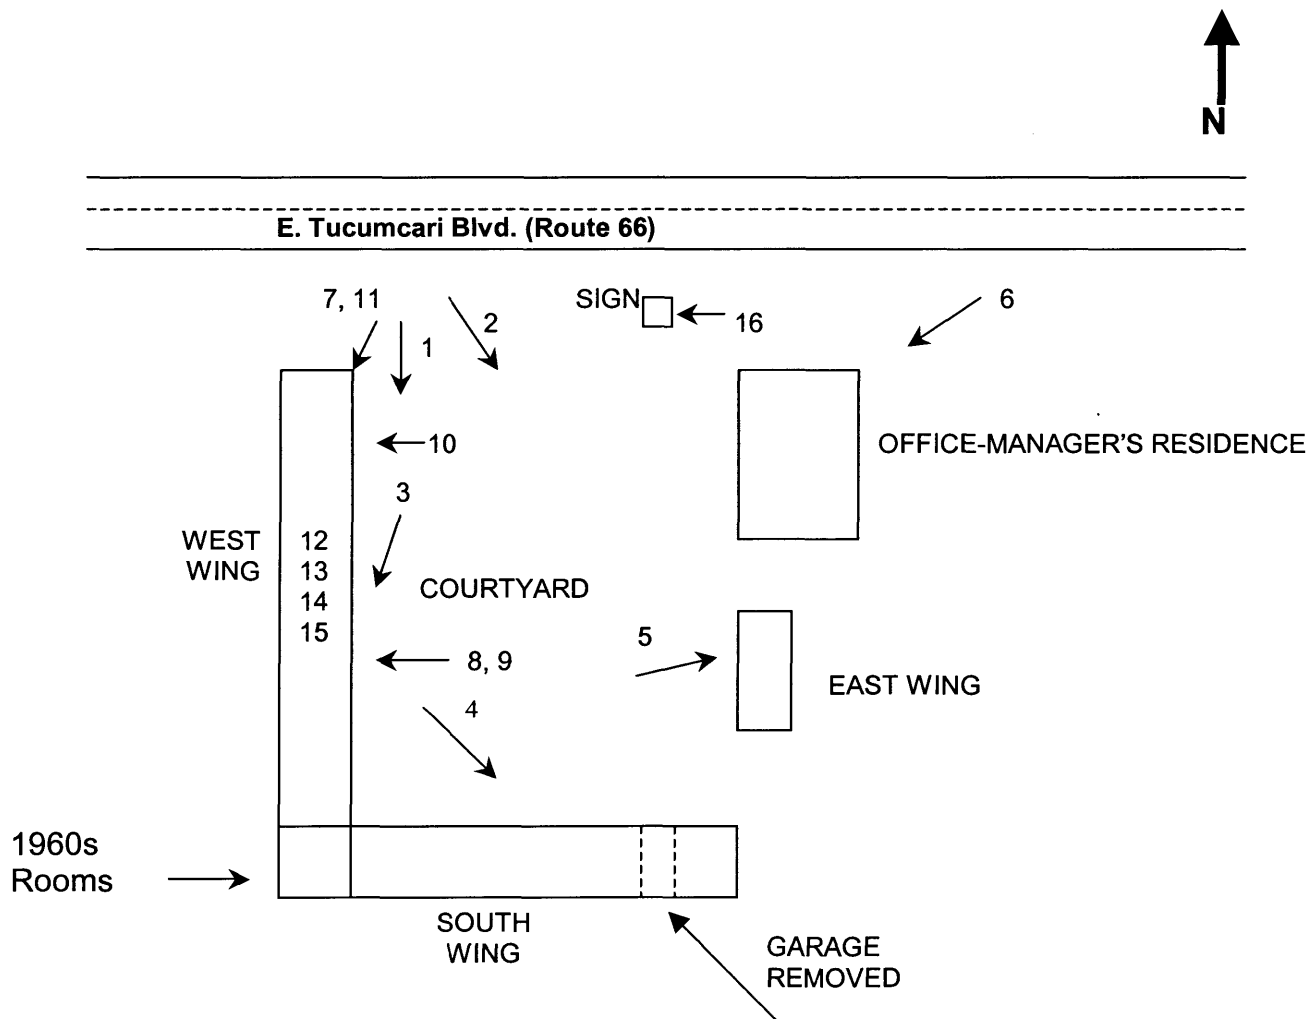 N
E. Tucumcari Blvd. (Route 66)
7, 11
2
SIGN
16
6
1
10
OFFICE-MANAGER'S RESIDENCE
3
WEST
WING
12
13
14
15
COURTYARD
5
8, 9
EAST WING
4
1960s
Rooms
SOUTH
WING
GARAGE
REMOVED